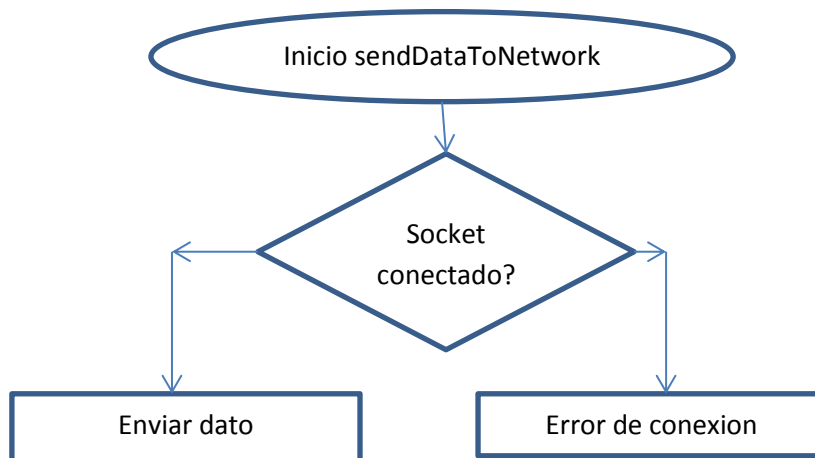 Inicio sendDataToNetwork
Socket
conectado?
Enviar dato
Error de conexion